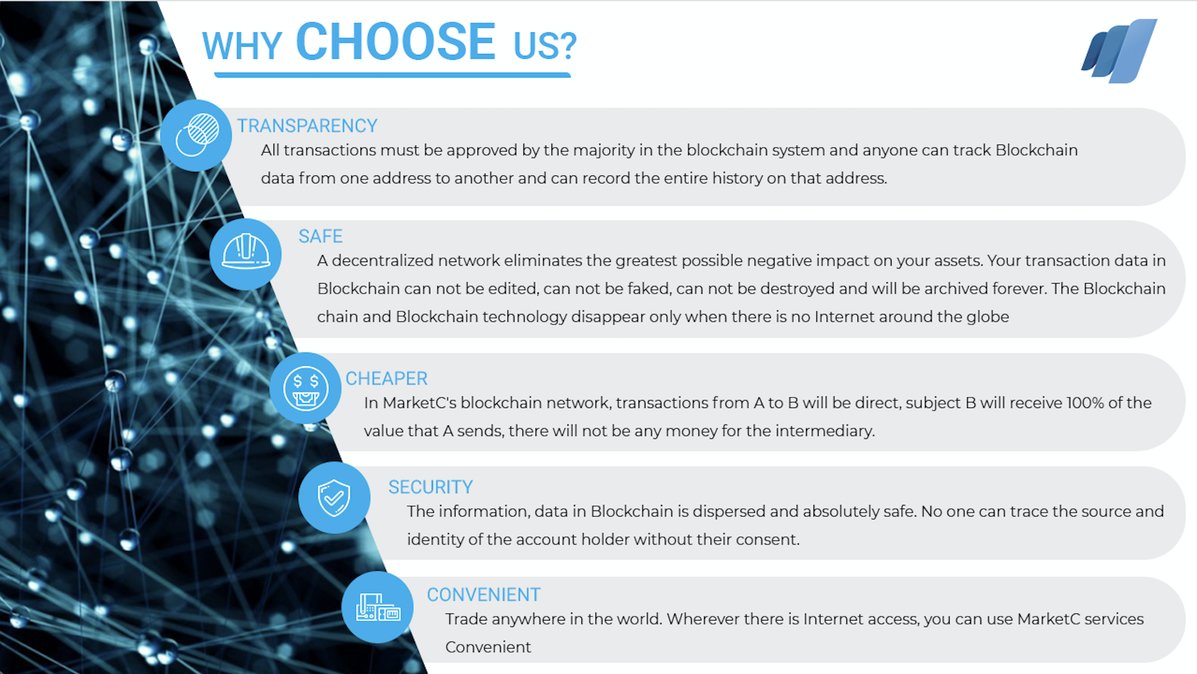 WHY CHOOSE US?
TRANSPARENCY
All transactions must be approved by the majority in the blockchain system and anyone can track Blockchain
data from one address to another and can record the entire history on that address.
SAFE
A decentralized network eliminates the greatest possible negative impact on your assets. Your transaction data in
Blockchain can not be edited, can not be faked, can not be destroyed and will be archived forever. The Blockchain
chain and Blockchain technology disappear only when there is no Internet around the globe
CHEAPER
In MarketC's blockchain network, transactions from A to B will be direct, subject B will receive 100% of the
value that A sends, there will not be any money for the intermediary.
SECURITY
The information, data in Blockchain is dispersed and absolutely safe. No one can trace the source and
identity of the account holder without their consent.
CONVENIENT
Trade anywhere in the world. Wherever there is Internet access, you can use MarketC services
Convenient